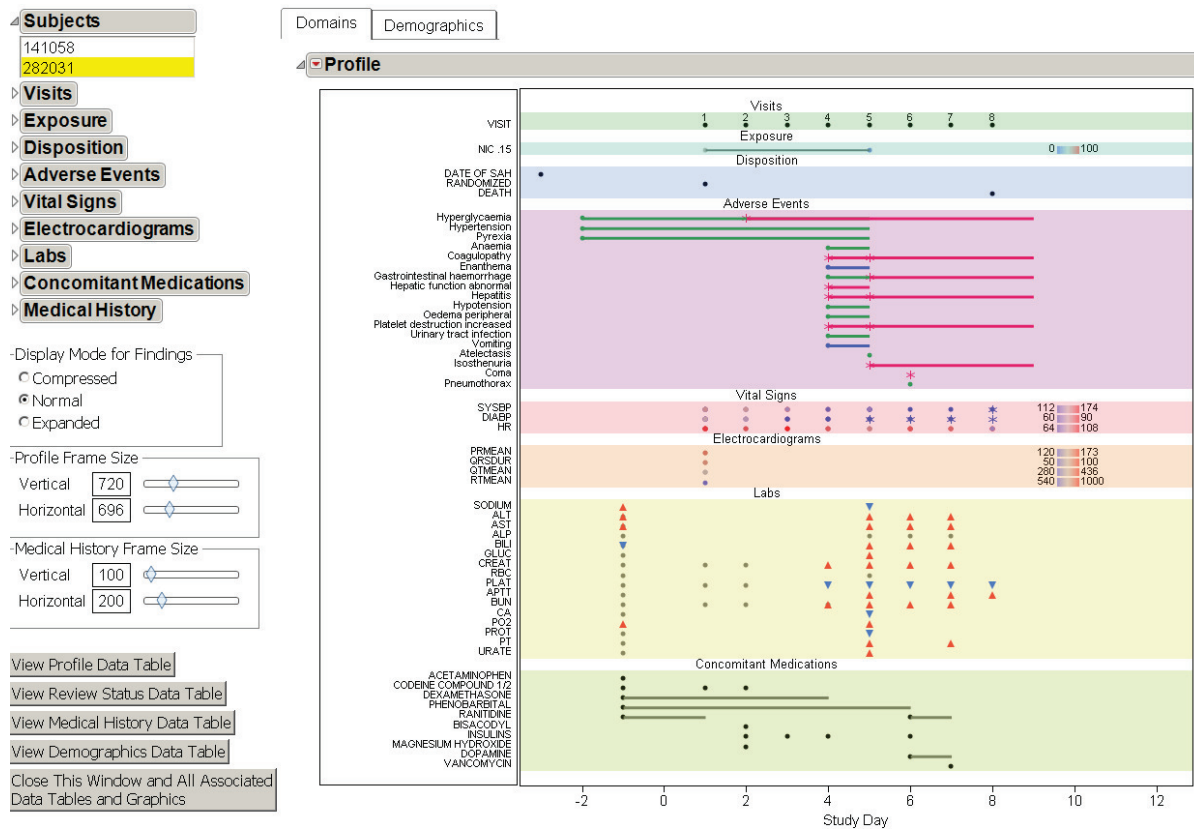 Subjects
141058
282031
Visits
Exposure
Disposition
Adverse Events
Vital Signs
Electrocardiograms
Labs
Concomitant Medications
Medical History
Display Mode for Findings
Compressed
Normal
Expanded
Profile Frame Size
Vertical 720
Horizontal 696
Medical History Frame Size
Vertical 100
Horizontal 200
View Profile Data Table
View Review Status Data Table
View Medical History Data Table
View Demographics Data Table
Close This Window and All Associated
Data Tables and Graphics
Domains Demographics
Profile
Visits
VISIT 1 2 3 4 5 6 7 8
Exposure
NIC .15 0 100
Disposition
DATE OF SAH
RANDOMIZED
DEATH
Adverse Events
Hyperglycaemia
Hypertension
Pyrexia
Anaemia
Coagulopathy
Enanthema
Gastrointestinal haemorrhage
Hepatic function abnormal
Hepatitis
Hypotension
Oedema peripheral
Platelet destruction increased
Urinary tract infection
Vomiting
Atelectasis
Isosthenuria
Coma
Pneumothorax
Vital Signs
SYSBP 112 174
DIABP 60 90
HR 64 108
Electrocardiograms
PRMEAN 120 173
QRSDUR 50 100
QTMEAN 280 436
RTMEAN 540 1000
Labs
SODIUM
ALT
AST
ALP
BILI
GLUC
CREAT
RBC
PLAT
APTT
BUN
CA
PO2
PROT
PT
URATE
Concomitant Medications
ACETAMINOPHEN
CODEINE COMPOUND 1/2
DEXAMETHASONE
PHENOBARBITAL
RANITIDINE
BISACODYL
INSULINS
MAGNESIUM HYDROXIDE
DOPAMINE
VANCOMYCIN
-2 0 2 4 6 8 10 12
Study Day